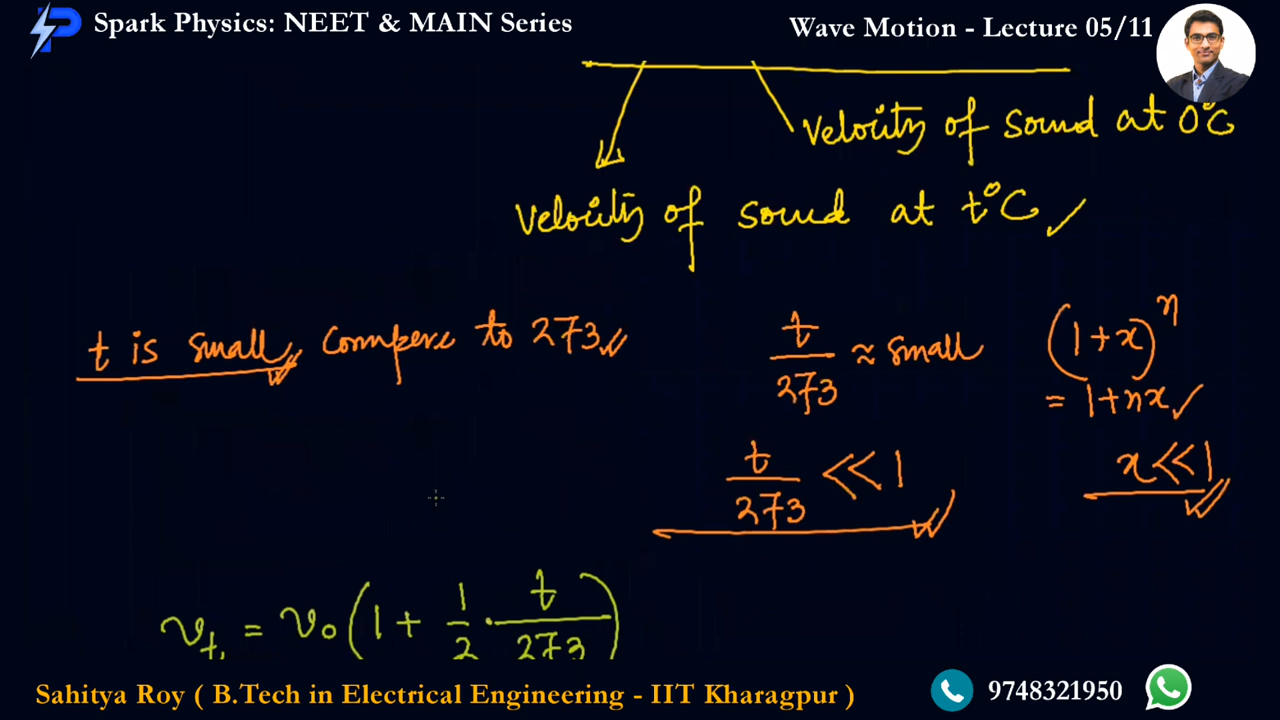 Spark Physics: NEET & MAIN Series
Wave Motion - Lecture 05/11
Velocity of sound at 0°C
Velocity of sound at t°C ✓
t is small, compere to 273
t/273 ≈ small
(1+x)^n
= 1+nx ✓
t/273 << 1
x << 1
v_t = v_0 (1 + 1/2 · t/273)
Sahitya Roy ( B.Tech in Electrical Engineering - IIT Kharagpur )
9748321950